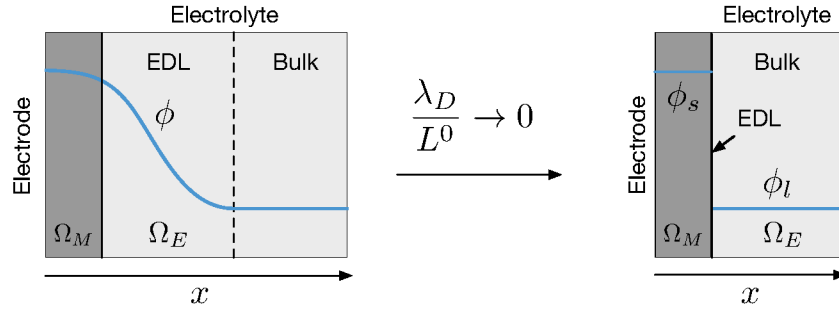 Electrolyte
EDL
Bulk
ϕ
Electrode
Ω_M
Ω_E
x
λ_D / L^0 → 0
Electrolyte
Bulk
ϕ_s
EDL
Electrode
ϕ_l
Ω_M
Ω_E
x